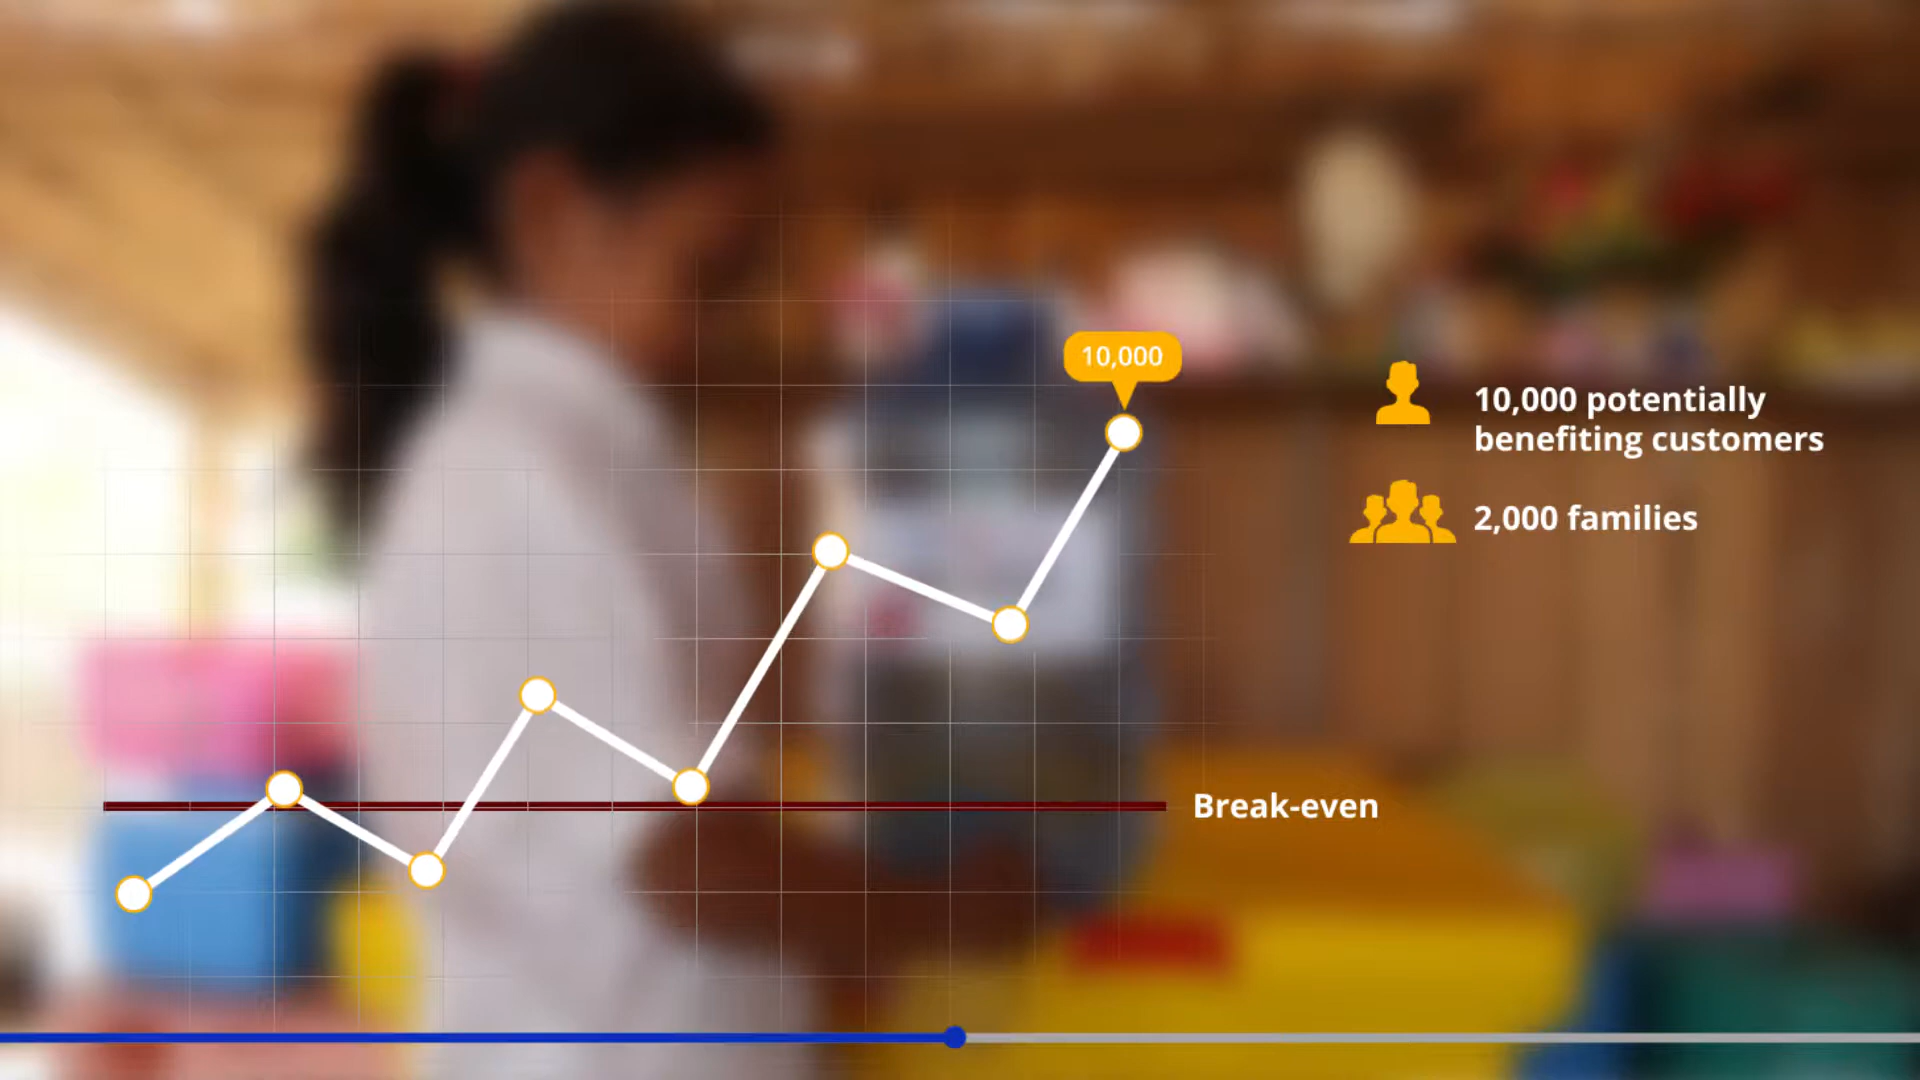 10,000
10,000 potentially
benefiting customers
2,000 families
Break-even